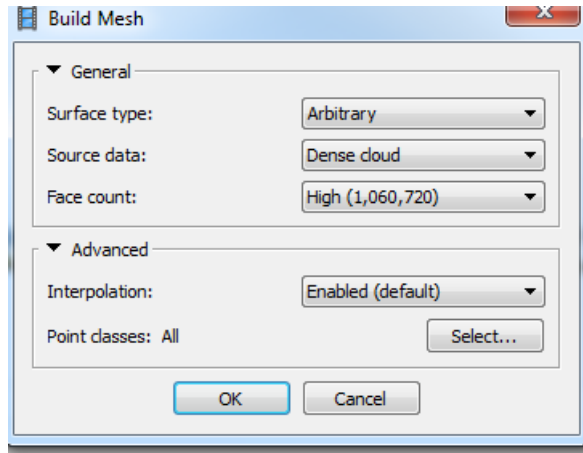 Build Mesh
General
Surface type: Arbitrary
Source data: Dense cloud
Face count: High (1,060,720)
Advanced
Interpolation: Enabled (default)
Point classes: All Select...
OK Cancel